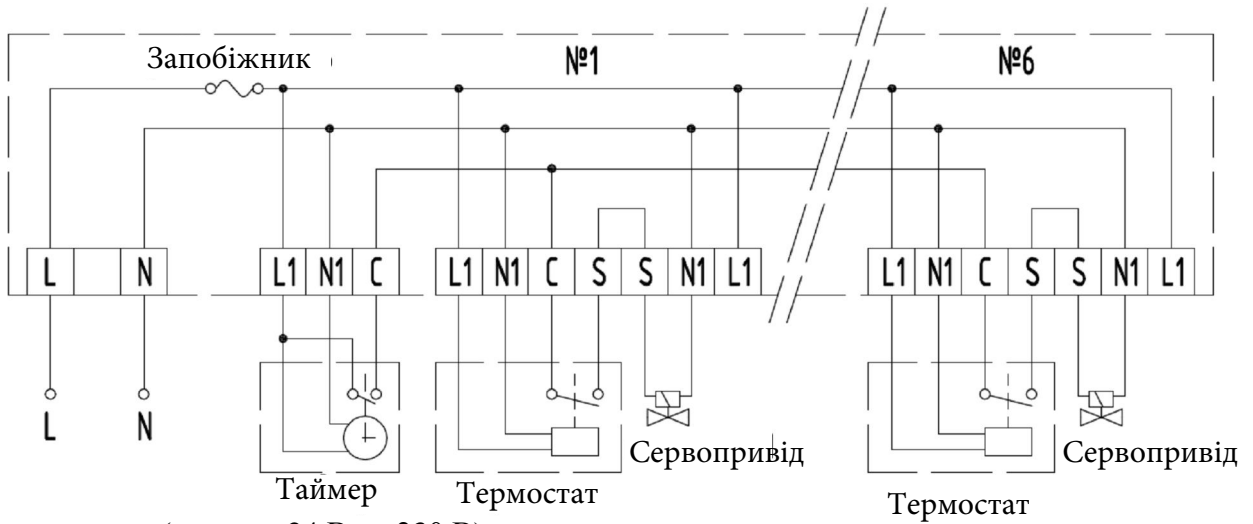 Запобіжник
№1
№6
L N
L1 N1 C
L1 N1 C S S N1 L1
L1 N1 C S S N1 L1
L N
Таймер
Термостат
Сервопривід
Термостат
Сервопривід